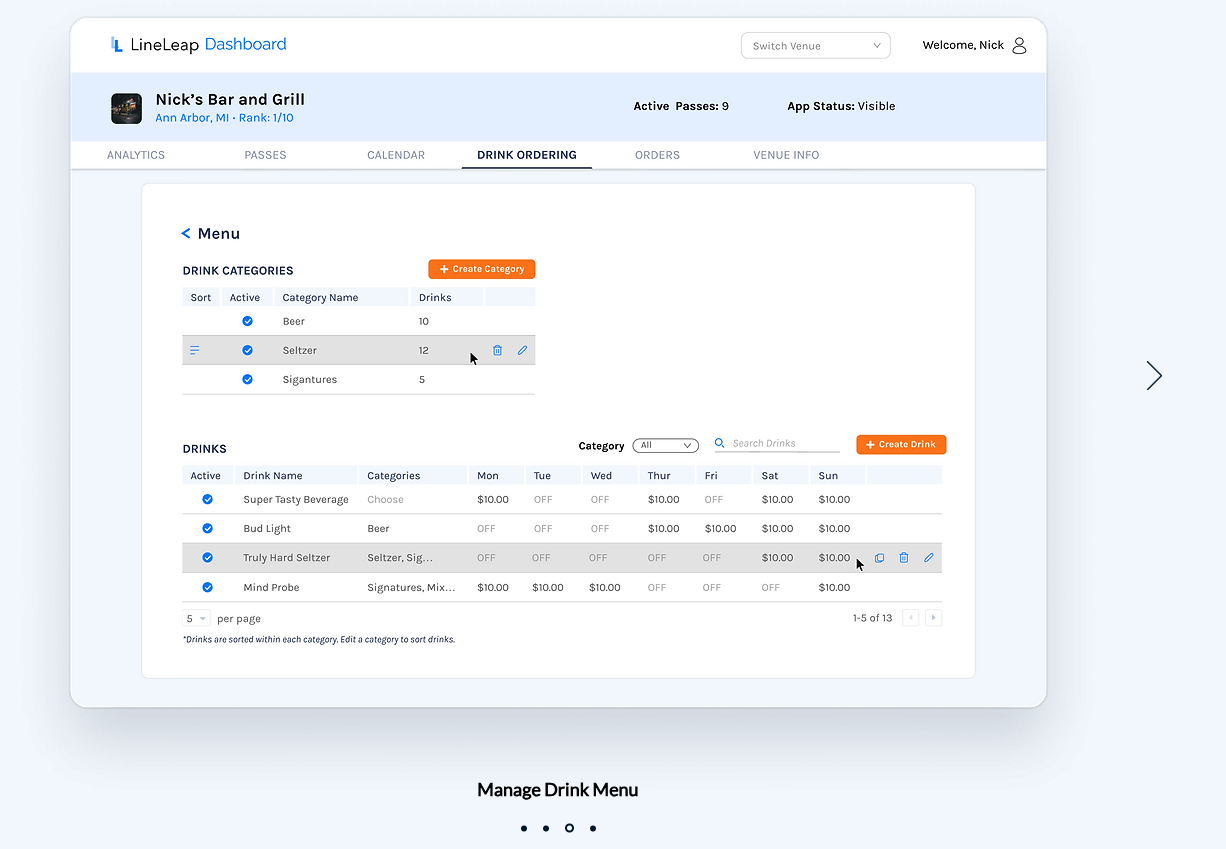 LineLeap Dashboard
Switch Venue
Welcome, Nick
Nick's Bar and Grill
Ann Arbor, MI · Rank: 1/10
Active Passes: 9
App Status: Visible
ANALYTICS PASSES CALENDAR DRINK ORDERING ORDERS VENUE INFO
< Menu
DRINK CATEGORIES
+ Create Category
Sort Active Category Name Drinks
Beer 10
Seltzer 12
Sigantures 5
DRINKS
Category All
Search Drinks
+ Create Drink
Active Drink Name Categories Mon Tue Wed Thur Fri Sat Sun
Super Tasty Beverage Choose $10.00 OFF OFF $10.00 OFF $10.00 $10.00
Bud Light Beer OFF OFF OFF $10.00 $10.00 $10.00 $10.00
Truly Hard Seltzer Seltzer, Sig... OFF OFF OFF OFF OFF $10.00 $10.00
Mind Probe Signatures, Mix... $10.00 $10.00 $10.00 OFF OFF OFF $10.00
5 per page
1-5 of 13
*Drinks are sorted within each category. Edit a category to sort drinks.
Manage Drink Menu